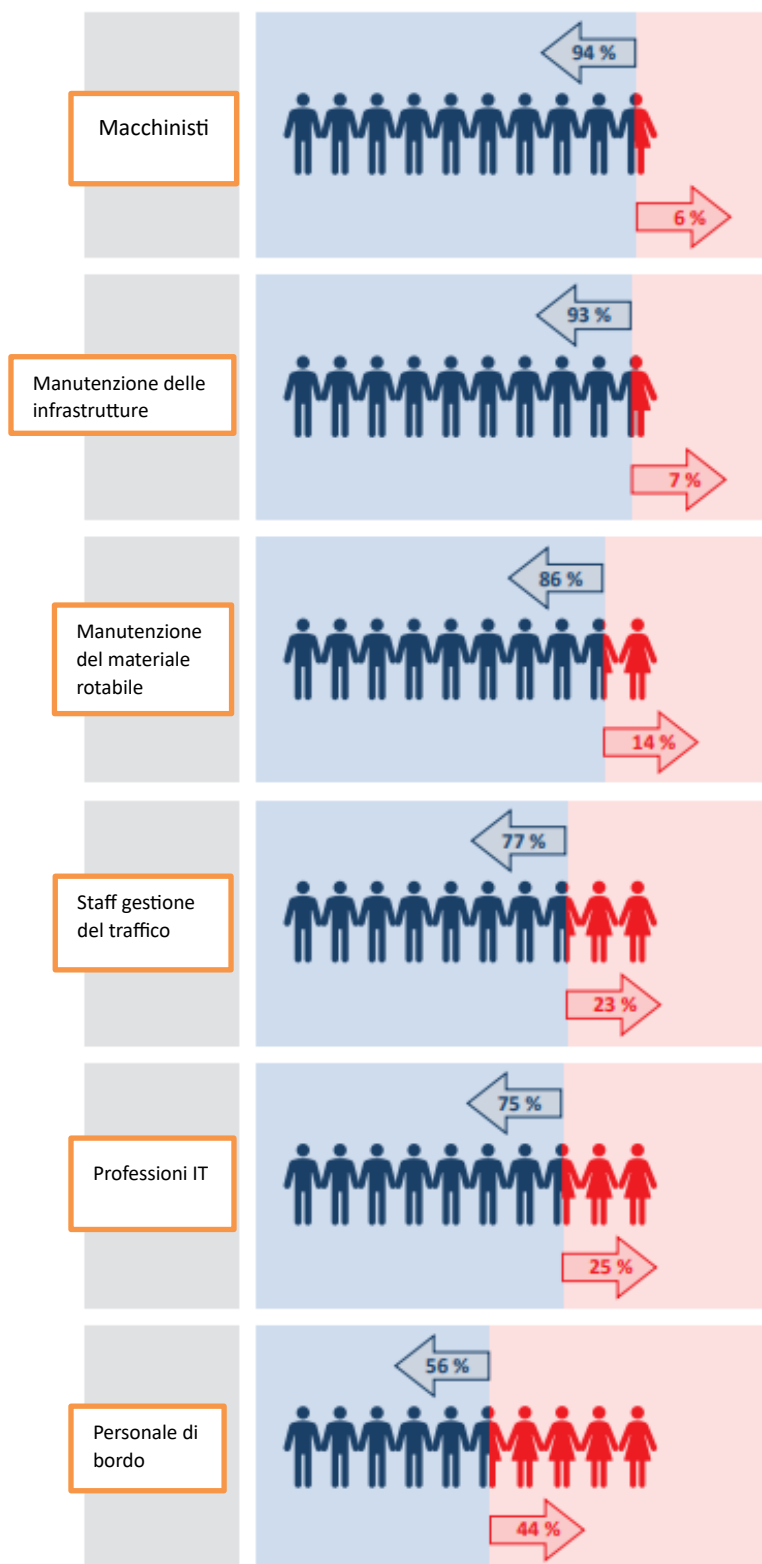 94 %
Macchinisti
6 %
93 %
Manutenzione delle
infrastrutture
7 %
86 %
Manutenzione
del materiale
rotabile
14 %
77 %
Staff gestione
del traffico
23 %
75 %
Professioni IT
25 %
56 %
Personale di
bordo
44 %